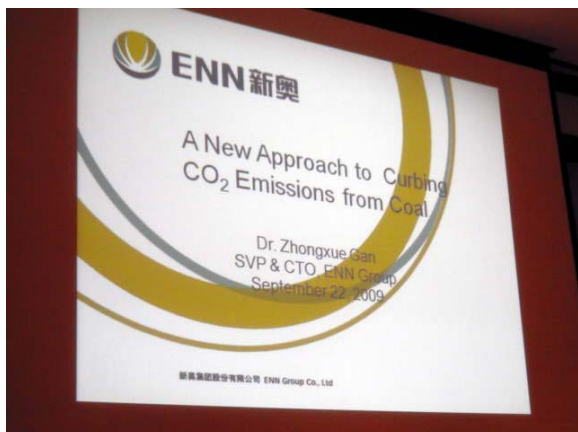 ENN新奥
A New Approach to Curbing
CO₂ Emissions from Coal
Dr. Zhongxue Gan
SVP & CTO, ENN Group
September 22, 2009
新奥集团股份有限公司 ENN Group Co., Ltd